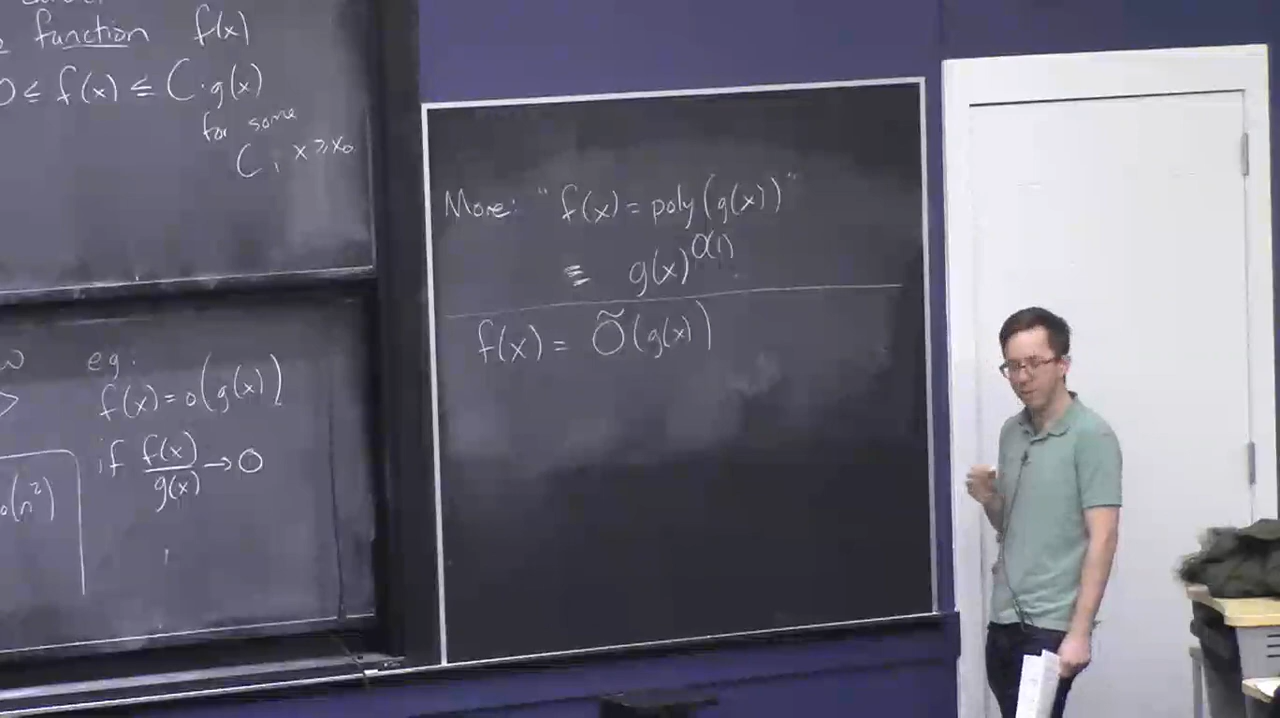 function f(x)
0 ≤ f(x) ≤ C·g(x)
for some
C, x ≥ x₀
eg:
f(x) = o(g(x))
if f(x)/g(x) → 0
o(n²)
More: "f(x) = poly(g(x))"
≡ g(x)^O(1)
f(x) = Õ(g(x))